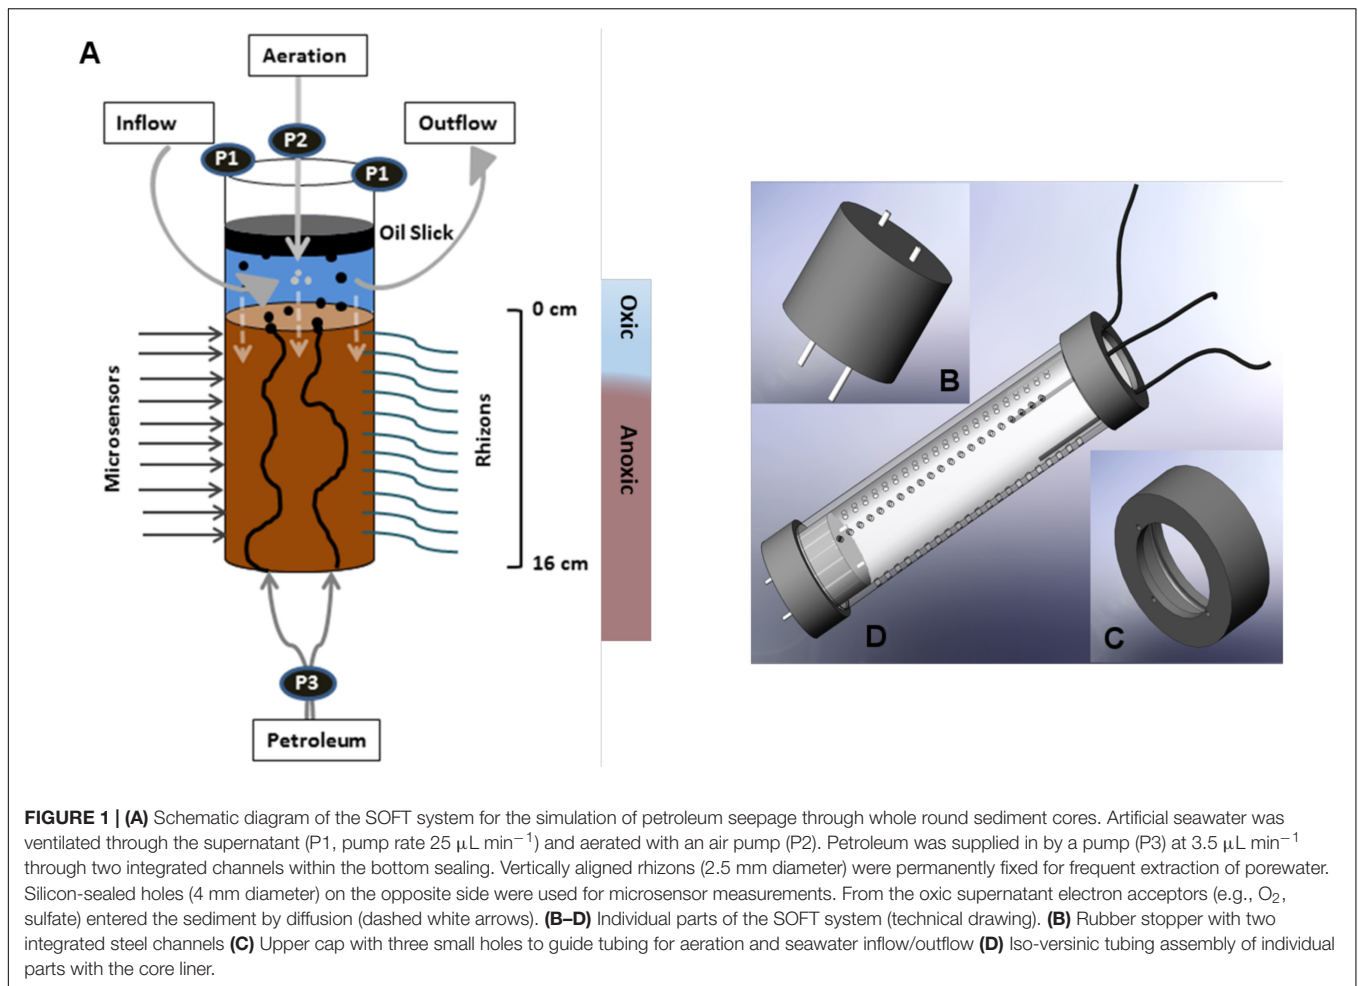 A
Aeration
Inflow
Outflow
P2
P1
P1
Oil Slick
0 cm
Oxic
Microsensors
Rhizons
Anoxic
16 cm
P3
Petroleum
B
D
C
FIGURE 1 | (A) Schematic diagram of the SOFT system for the simulation of petroleum seepage through whole round sediment cores. Artificial seawater was
ventilated through the supernatant (P1, pump rate 25 μL min−1) and aerated with an air pump (P2). Petroleum was supplied in by a pump (P3) at 3.5 μL min−1
through two integrated channels within the bottom sealing. Vertically aligned rhizons (2.5 mm diameter) were permanently fixed for frequent extraction of porewater.
Silicon-sealed holes (4 mm diameter) on the opposite side were used for microsensor measurements. From the oxic supernatant electron acceptors (e.g., O2,
sulfate) entered the sediment by diffusion (dashed white arrows). (B–D) Individual parts of the SOFT system (technical drawing). (B) Rubber stopper with two
integrated steel channels (C) Upper cap with three small holes to guide tubing for aeration and seawater inflow/outflow (D) Iso-versinic tubing assembly of individual
parts with the core liner.